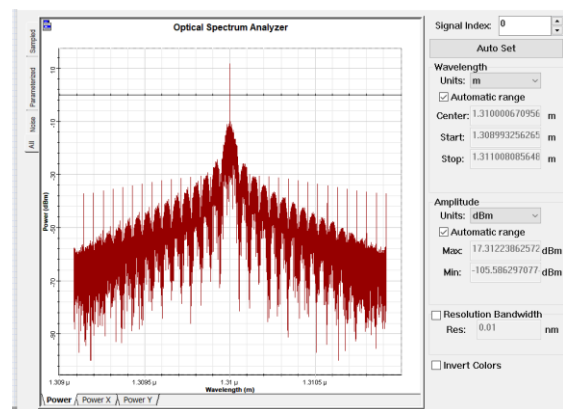 Optical Spectrum Analyzer
Sampled
Parameterized
Noise
All
Power (dBm)
10
-10
-30
-50
-70
-90
1.309 µ
1.3095 µ
1.31 µ
1.3105 µ
Wavelength (m)
Power
Power X
Power Y
Signal Index: 0
Auto Set
Wavelength
Units: m
Automatic range
Center: 1.310000670956 m
Start: 1.308993256265 m
Stop: 1.311008085648 m
Amplitude
Units: dBm
Automatic range
Max: 17.31223862572 dBm
Min: -105.586297077 dBm
Resolution Bandwidth
Res: 0.01 nm
Invert Colors